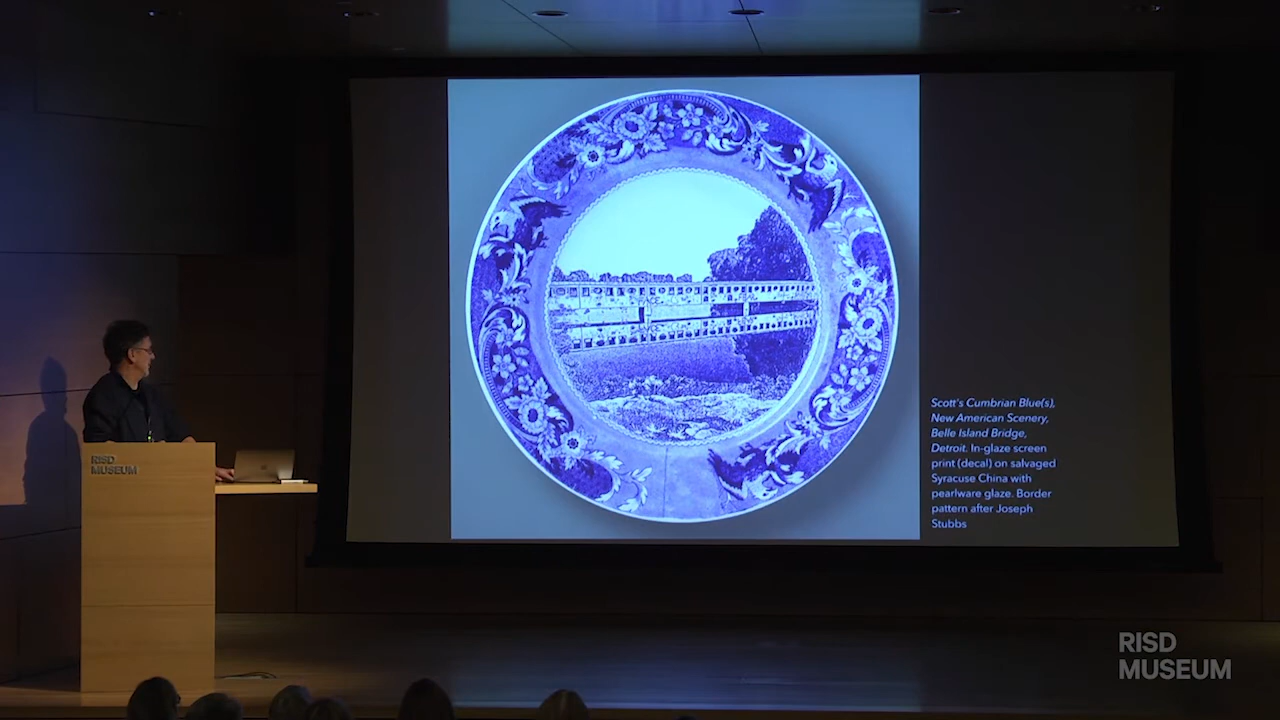 Scott's Cumbrian Blue(s),
New American Scenery,
Belle Island Bridge,
Detroit. In-glaze screen
print (decal) on salvaged
Syracuse China with
pearlware glaze. Border
pattern after Joseph
Stubbs
RISD
MUSEUM
RISD
MUSEUM